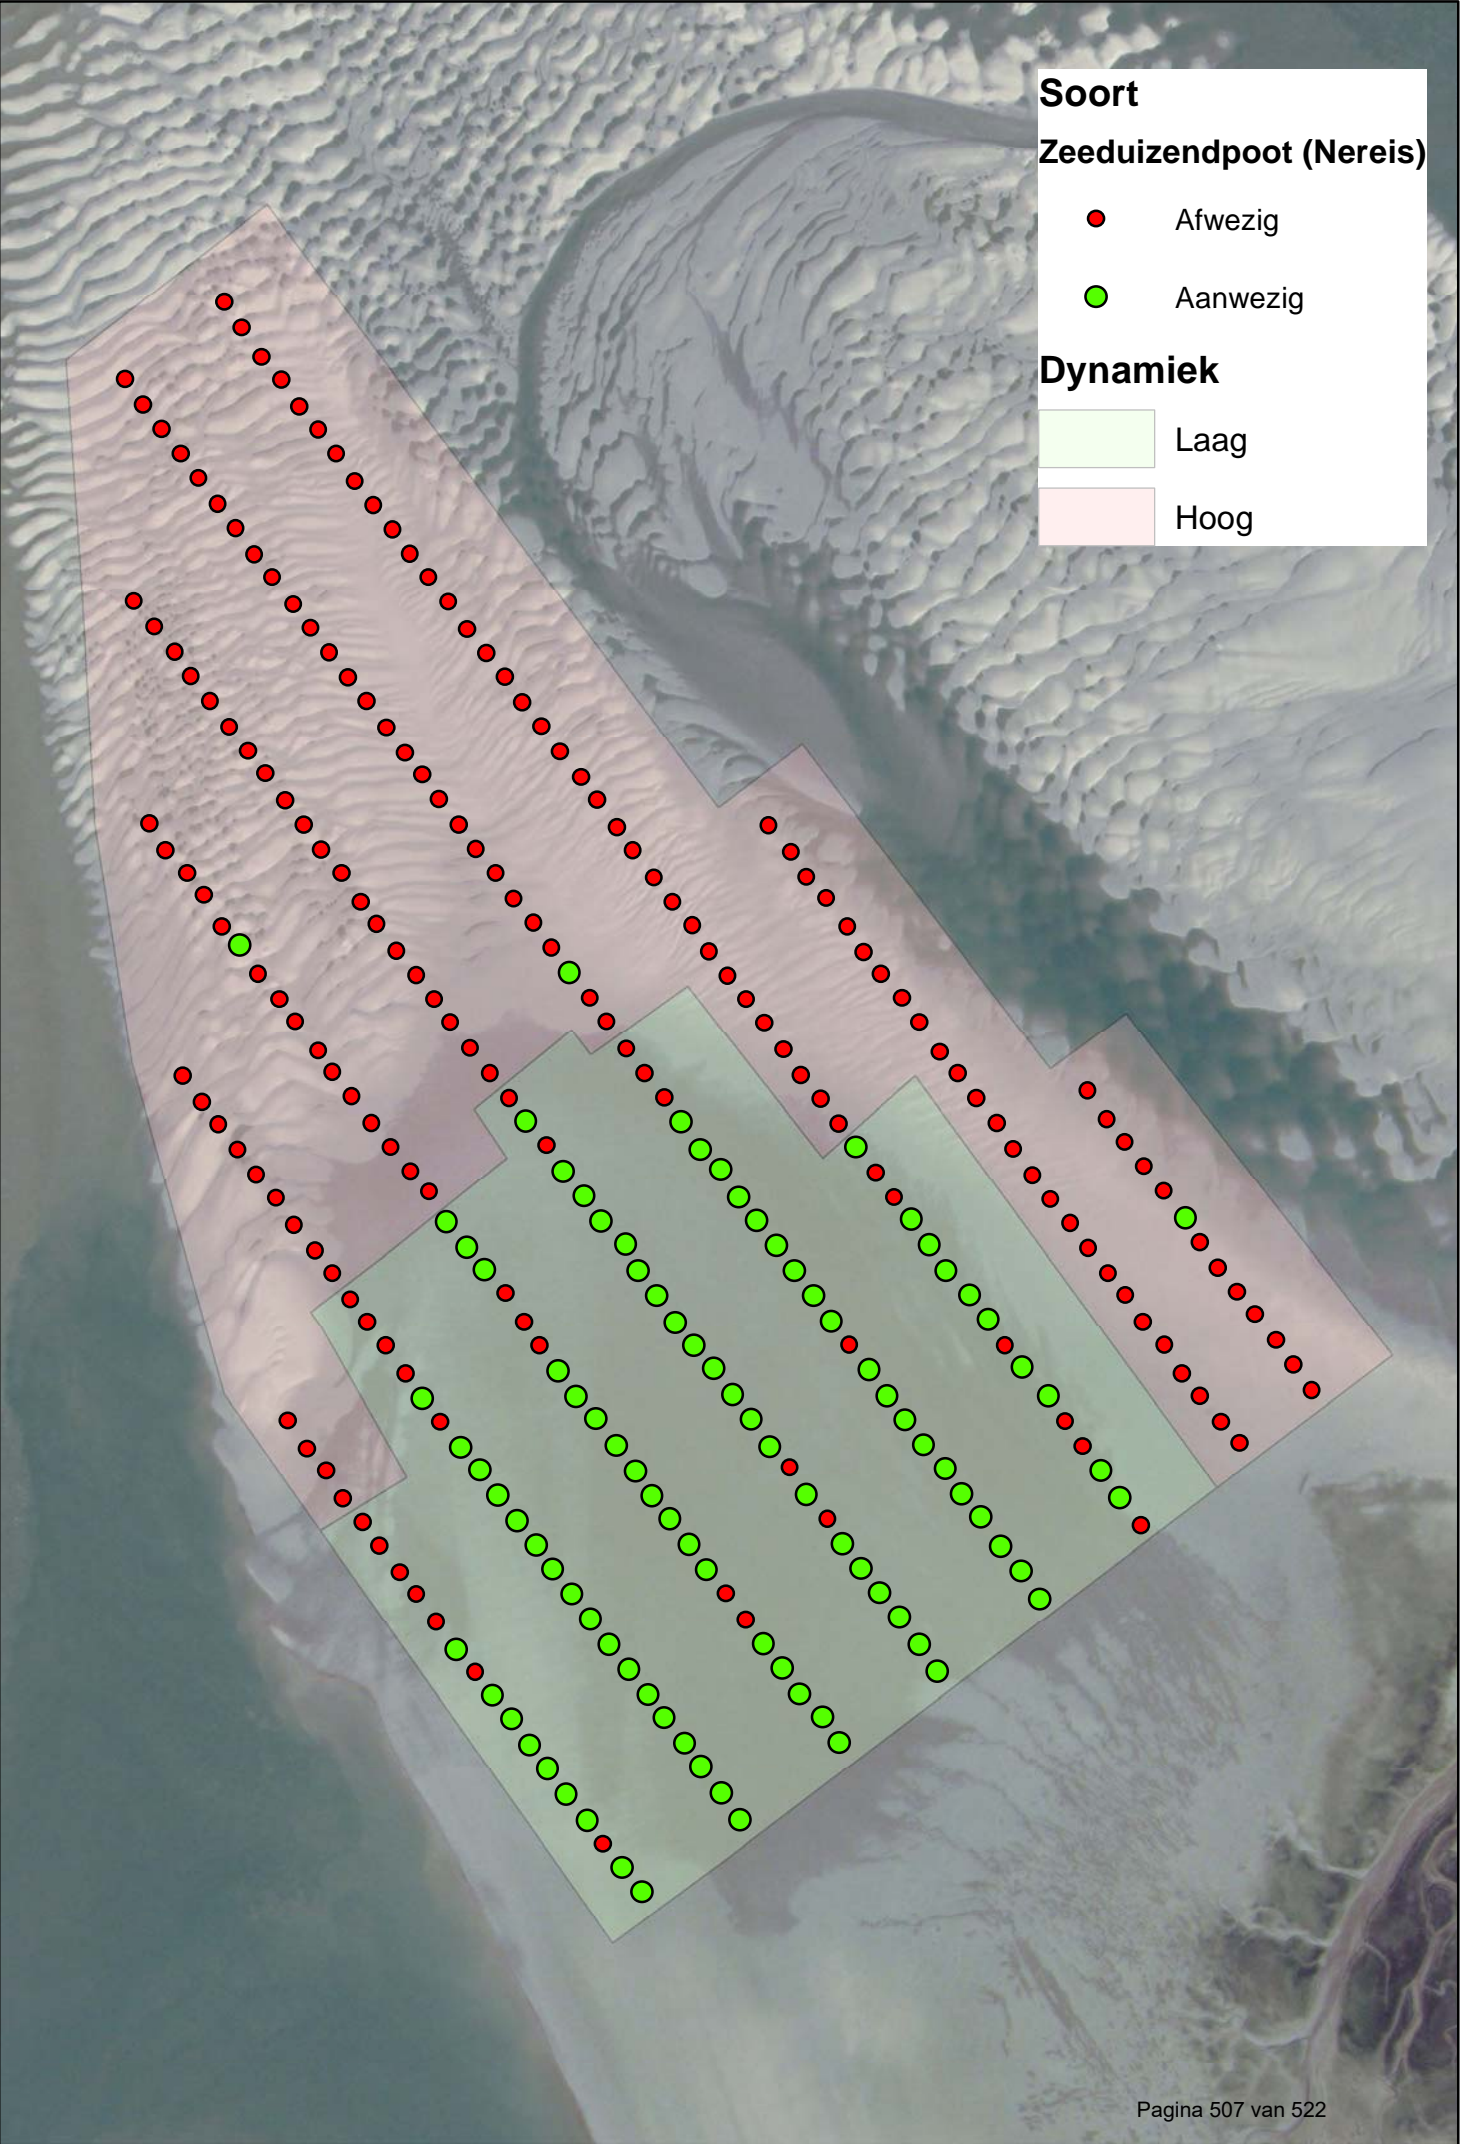 Soort
Zeeduizendpoot (Nereis)
Afwezig
Aanwezig
Dynamiek
Laag
Hoog
Pagina 507 van 522